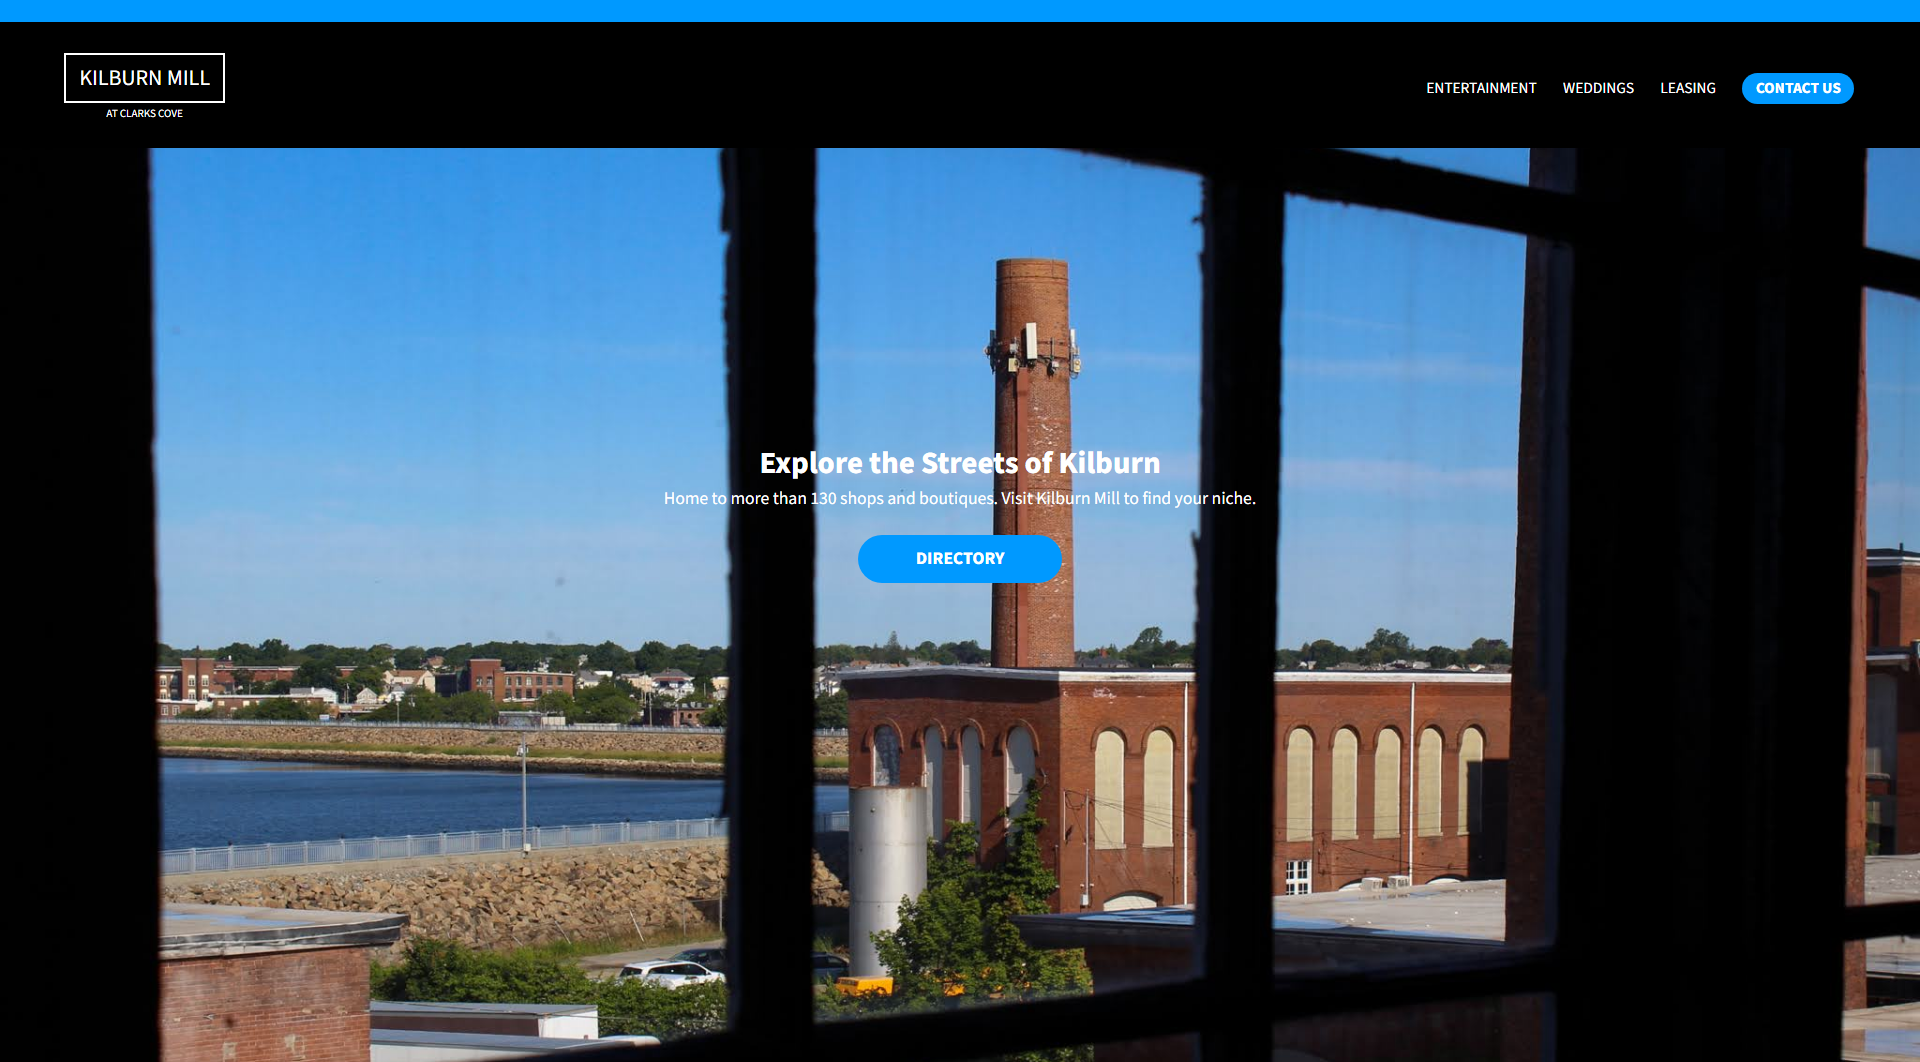 KILBURN MILL
AT CLARKS COVE
ENTERTAINMENT WEDDINGS LEASING CONTACT US
Explore the Streets of Kilburn
Home to more than 130 shops and boutiques. Visit Kilburn Mill to find your niche.
DIRECTORY